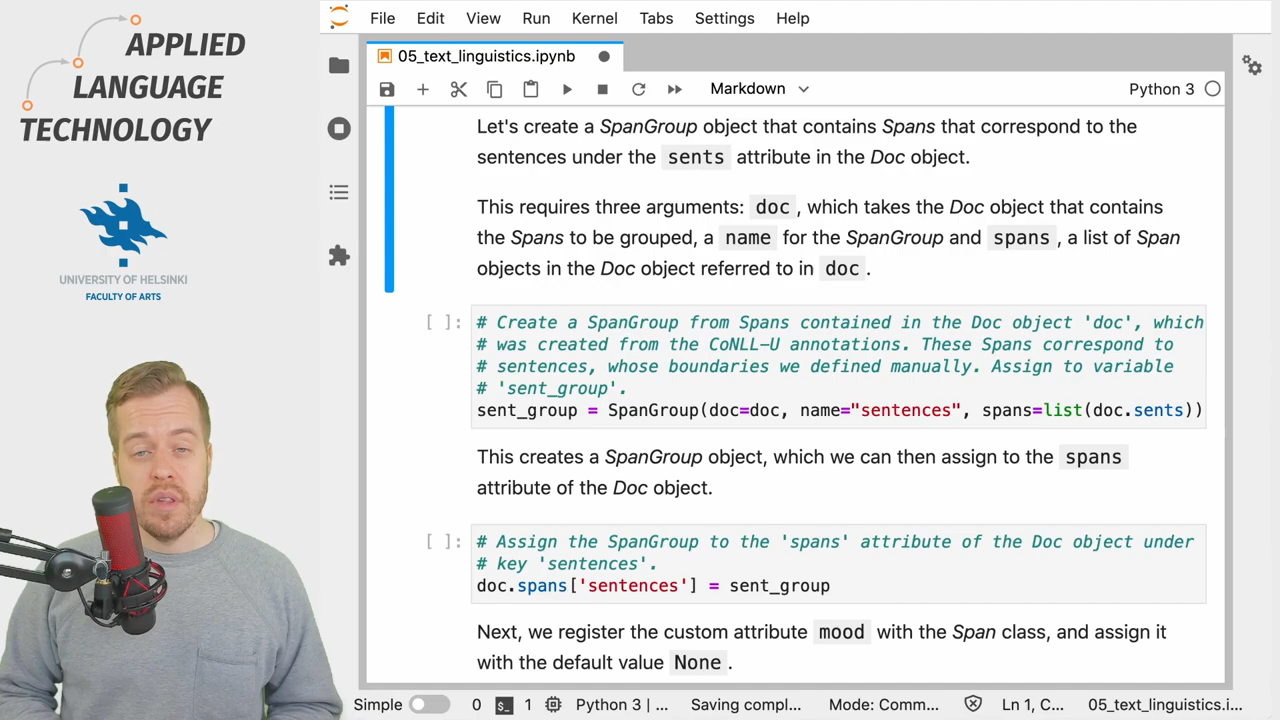 APPLIED
LANGUAGE
TECHNOLOGY
UNIVERSITY OF HELSINKI
FACULTY OF ARTS
File Edit View Run Kernel Tabs Settings Help
05_text_linguistics.ipynb
Markdown
Python 3
Let's create a SpanGroup object that contains Spans that correspond to the
sentences under the sents attribute in the Doc object.
This requires three arguments: doc, which takes the Doc object that contains
the Spans to be grouped, a name for the SpanGroup and spans, a list of Span
objects in the Doc object referred to in doc.
[ ]:
# Create a SpanGroup from Spans contained in the Doc object 'doc', which
# was created from the CoNLL-U annotations. These Spans correspond to
# sentences, whose boundaries we defined manually. Assign to variable
# 'sent_group'.
sent_group = SpanGroup(doc=doc, name="sentences", spans=list(doc.sents))
This creates a SpanGroup object, which we can then assign to the spans
attribute of the Doc object.
[ ]:
# Assign the SpanGroup to the 'spans' attribute of the Doc object under
# key 'sentences'.
doc.spans['sentences'] = sent_group
Next, we register the custom attribute mood with the Span class, and assign it
with the default value None.
Simple 0 1 Python 3 | ... Saving compl... Mode: Comm... Ln 1, C... 05_text_linguistics.i...